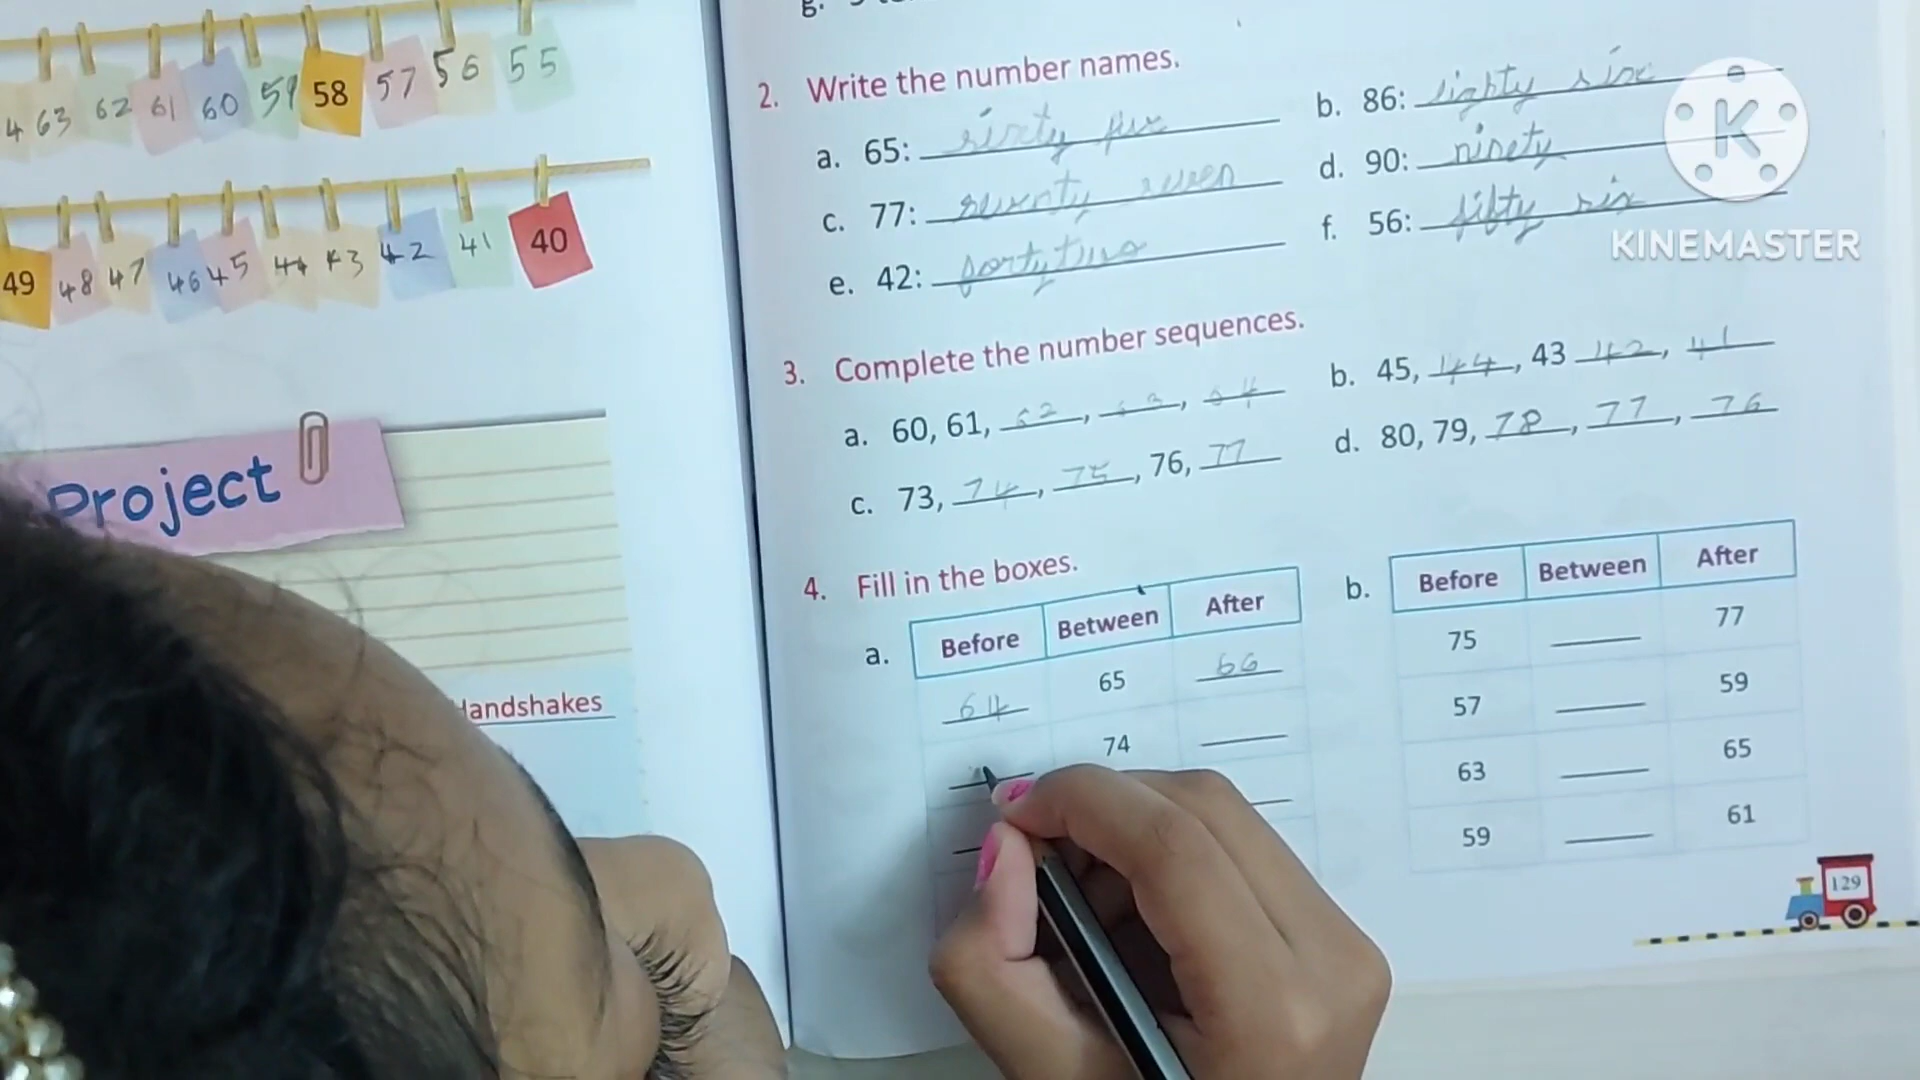 4 63 62 61 60 59 58 57 56 55
49 48 47 46 45 44 43 42 41 40
Project
Handshakes
g.
2. Write the number names.
a. 65: sixty five
b. 86: eighty six
c. 77: seventy seven
d. 90: ninety
e. 42: forty two
f. 56: fifty six
KINEMASTER
3. Complete the number sequences.
a. 60, 61, 62, 63, 64
b. 45, 44, 43 42, 41
c. 73, 74, 75, 76, 77
d. 80, 79, 78, 77, 76
4. Fill in the boxes.
a. Before Between After
64 65 66
74
b. Before Between After
75 77
57 59
63 65
59 61
129